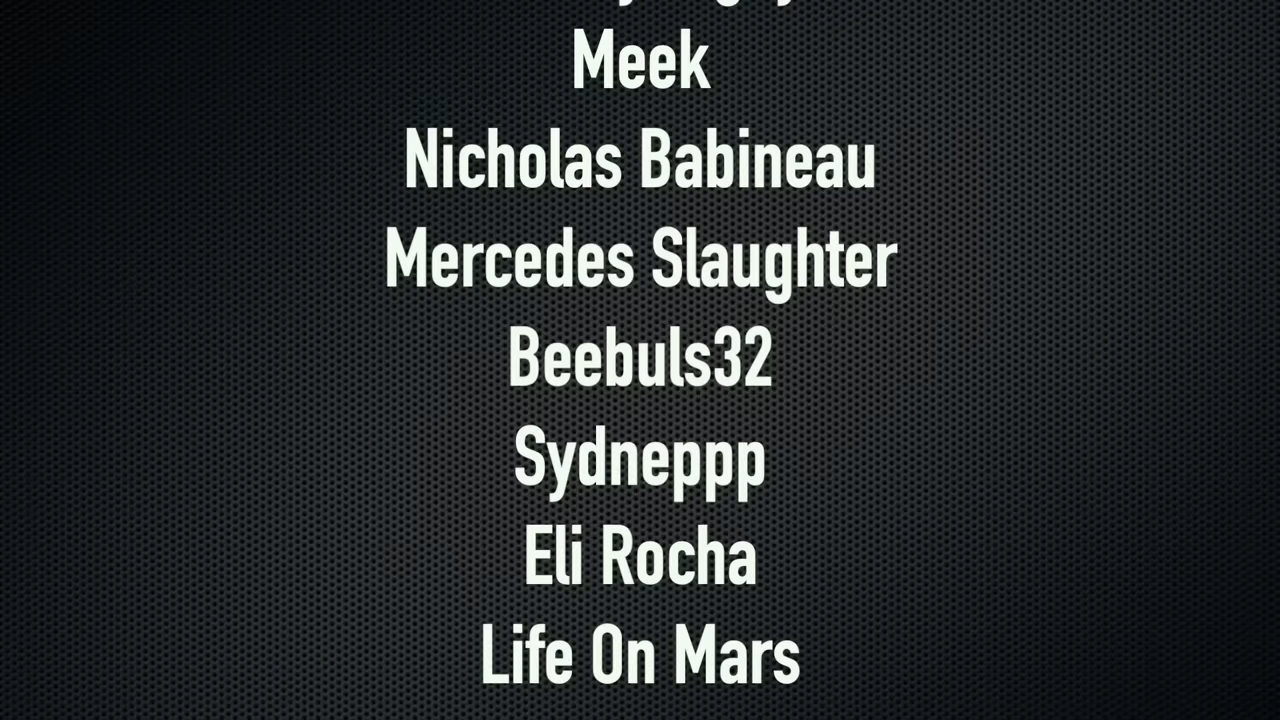 Meek
Nicholas Babineau
Mercedes Slaughter
Beebuls32
Sydneppp
Eli Rocha
Life On Mars